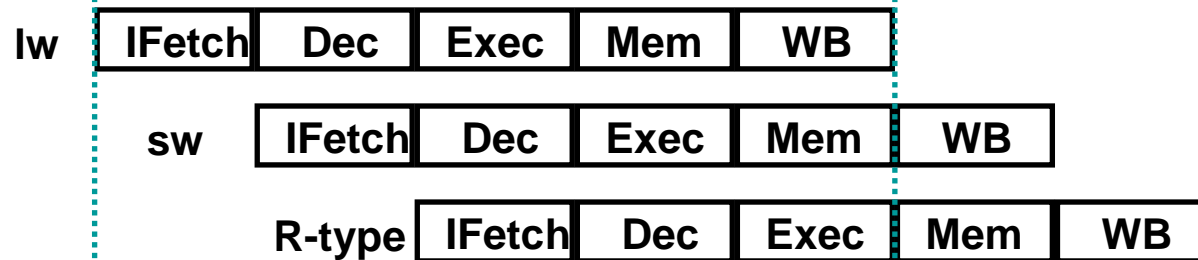 lw IFetch Dec Exec Mem WB
sw IFetch Dec Exec Mem WB
R-type IFetch Dec Exec Mem WB